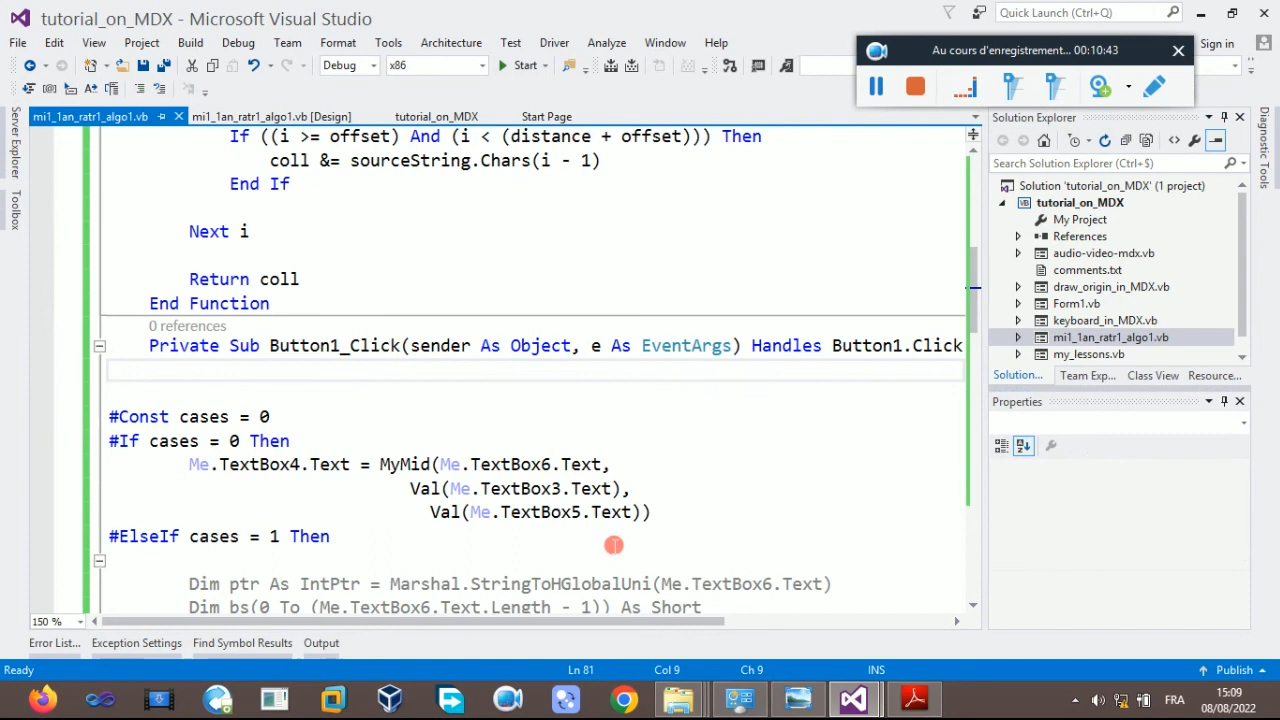 tutorial_on_MDX - Microsoft Visual Studio
Quick Launch (Ctrl+Q)
File Edit View Project Build Debug Team Format Tools Architecture Test Driver Analyze Window Help
Sign in
Au cours d'enregistrement... 00:10:43
Debug x86 Start
mi1_1an_ratr1_algo1.vb mi1_1an_ratr1_algo1.vb [Design] tutorial_on_MDX Start Page
Server Explorer
Toolbox
If ((i >= offset) And (i < (distance + offset))) Then
coll &= sourceString.Chars(i - 1)
End If
Next i
Return coll
End Function
0 references
Private Sub Button1_Click(sender As Object, e As EventArgs) Handles Button1.Click
#Const cases = 0
#If cases = 0 Then
Me.TextBox4.Text = MyMid(Me.TextBox6.Text,
Val(Me.TextBox3.Text),
Val(Me.TextBox5.Text))
#ElseIf cases = 1 Then
Dim ptr As IntPtr = Marshal.StringToHGlobalUni(Me.TextBox6.Text)
Dim bs(0 To (Me.TextBox6.Text.Length - 1)) As Short
150 %
Solution Explorer
Search Solution Explorer (Ctrl+$)
Solution 'tutorial_on_MDX' (1 project)
tutorial_on_MDX
My Project
References
audio-video-mdx.vb
comments.txt
draw_origin_in_MDX.vb
Form1.vb
keyboard_in_MDX.vb
mi1_1an_ratr1_algo1.vb
my_lessons.vb
Solution... Team Exp... Class View Resource...
Properties
Diagnostic Tools
Error List... Exception Settings Find Symbol Results Output
Ready Ln 81 Col 9 Ch 9 INS Publish
FRA
15:09
08/08/2022